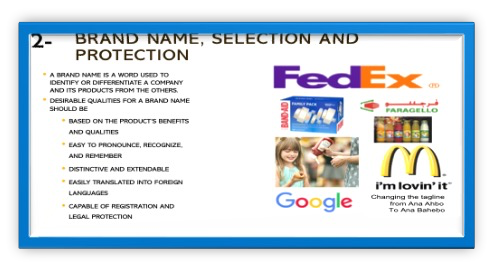 2- BRAND NAME, SELECTION AND
PROTECTION
A BRAND NAME IS A WORD USED TO
IDENTIFY OR DIFFERENTIATE A COMPANY
AND ITS PRODUCTS FROM THE OTHERS.
DESIRABLE QUALITIES FOR A BRAND NAME
SHOULD BE
BASED ON THE PRODUCT'S BENEFITS
AND QUALITIES
EASY TO PRONOUNCE, RECOGNIZE,
AND REMEMBER
DISTINCTIVE AND EXTENDABLE
EASILY TRANSLATED INTO FOREIGN
LANGUAGES
CAPABLE OF REGISTRATION AND
LEGAL PROTECTION
FedEx ®
BAND-AID
FAMILY PACK
فرجللو
FARAGELLO
Google
i'm lovin' it™
Changing the tagline
from Ana Ahbo
To Ana Bahebo